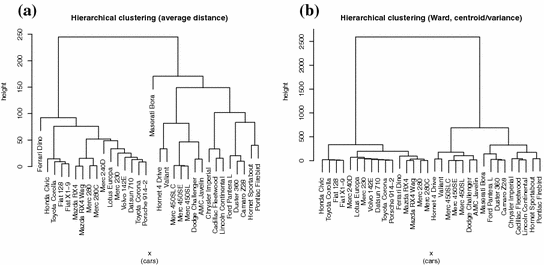 (a)
Hierarchical clustering (average distance)
height
250
200
150
100
50
0
Ferrari Dino
Honda Civic
Toyota Corolla
Fiat 128
Fiat X1-9
Mazda RX4
Mazda RX4 Wag
Merc 280
Merc 280C
Merc 240D
Lotus Europa
Merc 230
Volvo 142E
Datsun 710
Toyota Corona
Porsche 914-2
Maserati Bora
Hornet 4 Drive
Valiant
Merc 450SLC
Merc 450SE
Merc 450SL
Dodge Challenger
AMC Javelin
Chrysler Imperial
Cadillac Fleetwood
Lincoln Continental
Ford Pantera L
Duster 360
Camaro Z28
Hornet Sportabout
Pontiac Firebird
x
(cars)
(b)
Hierarchical clustering (Ward, centroid/variance)
height
2500
2000
1500
1000
500
0
Honda Civic
Toyota Corolla
Fiat 128
Fiat X1-9
Merc 240D
Lotus Europa
Merc 230
Volvo 142E
Datsun 710
Toyota Corona
Porsche 914-2
Ferrari Dino
Mazda RX4
Mazda RX4 Wag
Merc 280
Merc 280C
Hornet 4 Drive
Valiant
Merc 450SLC
Merc 450SE
Merc 450SL
Dodge Challenger
AMC Javelin
Maserati Bora
Ford Pantera L
Duster 360
Camaro Z28
Chrysler Imperial
Cadillac Fleetwood
Lincoln Continental
Hornet Sportabout
Pontiac Firebird
x
(cars)